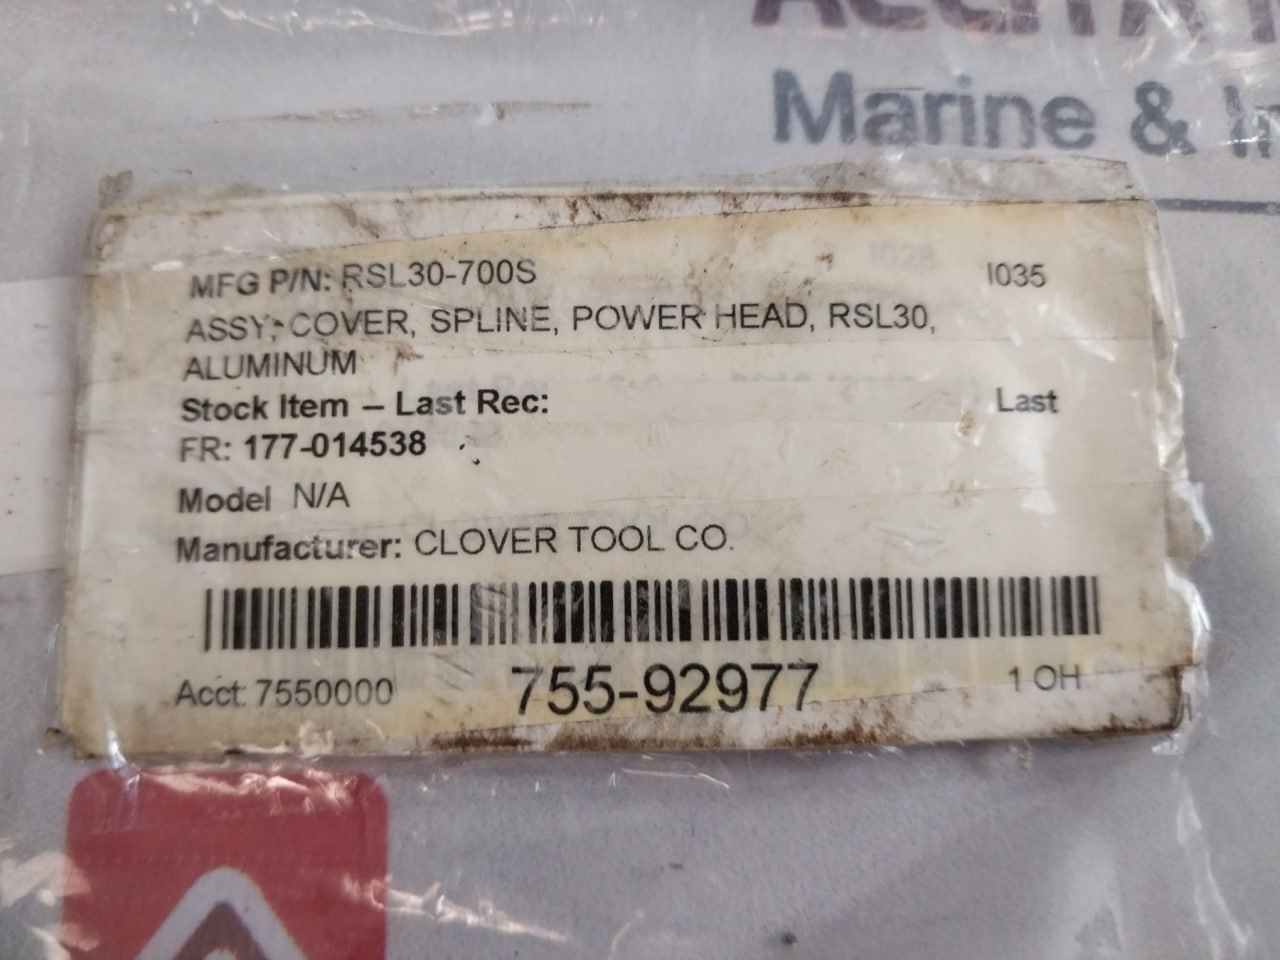 Marine &
MFG P/N: RSL30-700S I035
ASSY, COVER, SPLINE, POWER HEAD, RSL30,
ALUMINUM
Stock Item – Last Rec: Last
FR: 177-014538
Model N/A
Manufacturer: CLOVER TOOL CO.
Acct: 7550000 755-92977 1 OH